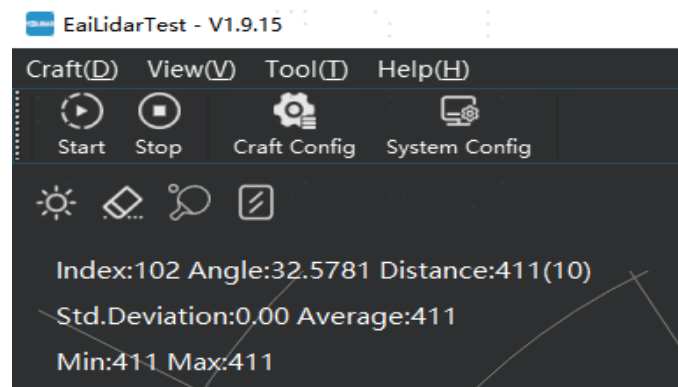 EaiLidarTest - V1.9.15
Craft(D) View(V) Tool(T) Help(H)
Start Stop Craft Config System Config
Index:102 Angle:32.5781 Distance:411(10)
Std.Deviation:0.00 Average:411
Min:411 Max:411